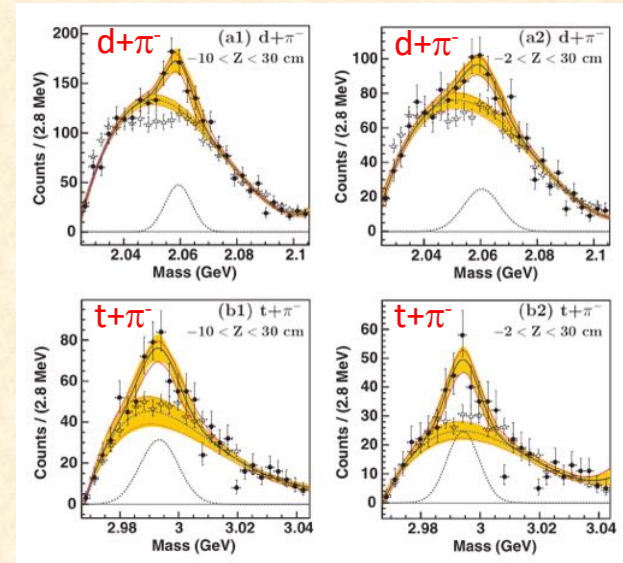 d+π⁻
(a1) d+π⁻
−10 < Z < 30 cm
Counts / (2.8 MeV)
200
150
100
50
0
2.04 2.06 2.08 2.1
Mass (GeV)
d+π⁻
(a2) d+π⁻
−2 < Z < 30 cm
Counts / (2.8 MeV)
100
80
60
40
20
0
2.04 2.06 2.08 2.1
Mass (GeV)
t+π⁻
(b1) t+π⁻
−10 < Z < 30 cm
Counts / (2.8 MeV)
80
60
40
20
0
2.98 3 3.02 3.04
Mass (GeV)
t+π⁻
(b2) t+π⁻
−2 < Z < 30 cm
Counts / (2.8 MeV)
60
50
40
30
20
10
0
2.98 3 3.02 3.04
Mass (GeV)